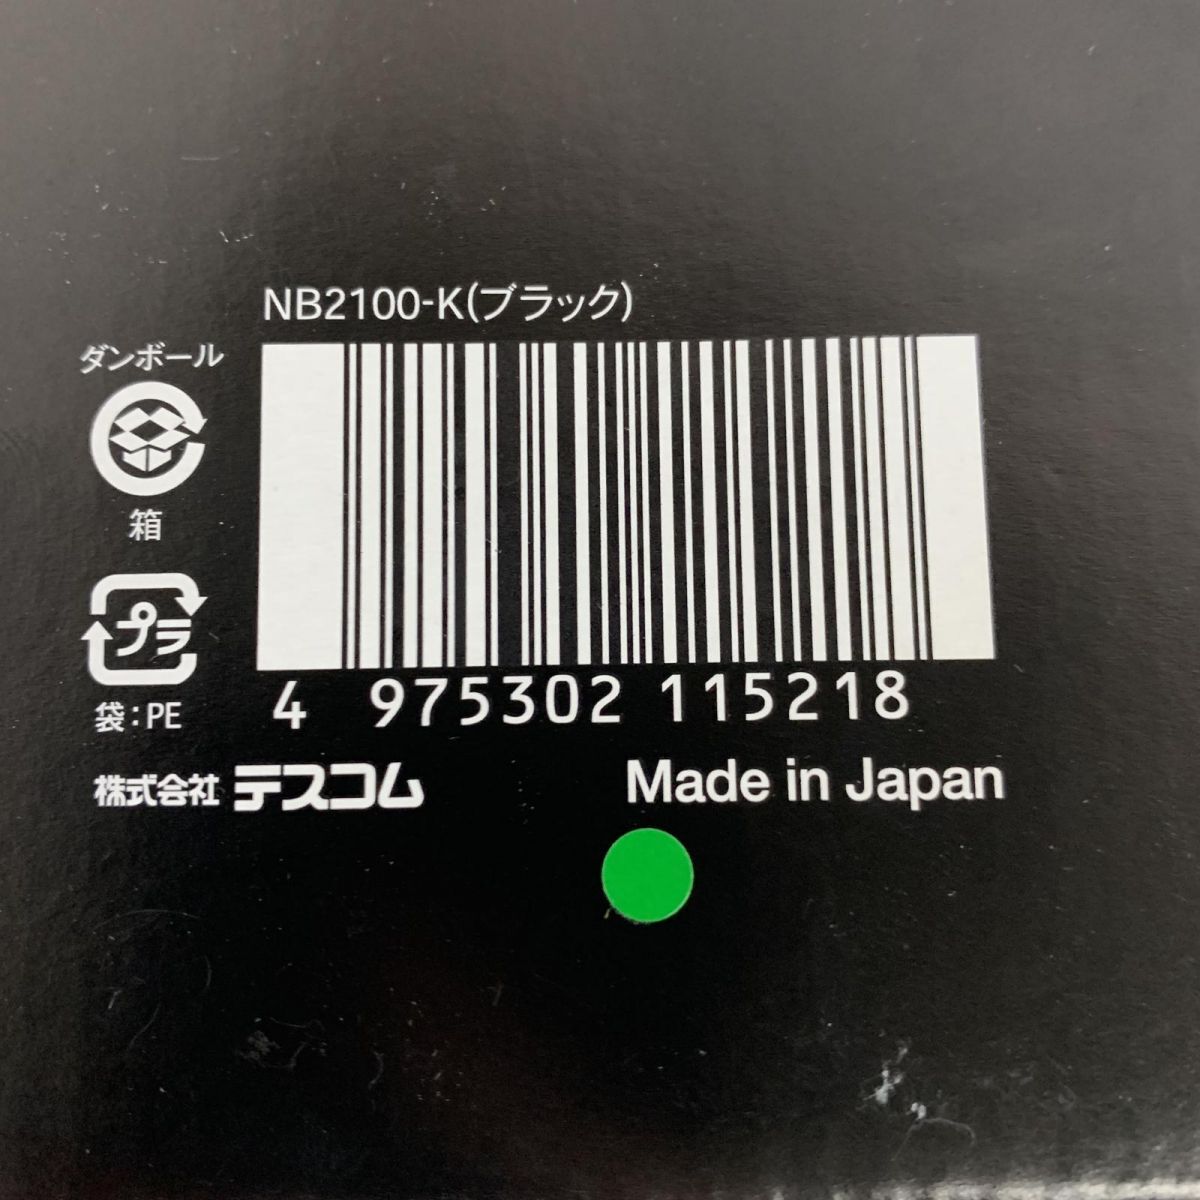 NB2100-K(ブラック)
ダンボール
箱
プラ
袋:PE
4 975302 115218
株式会社 テスコム
Made in Japan